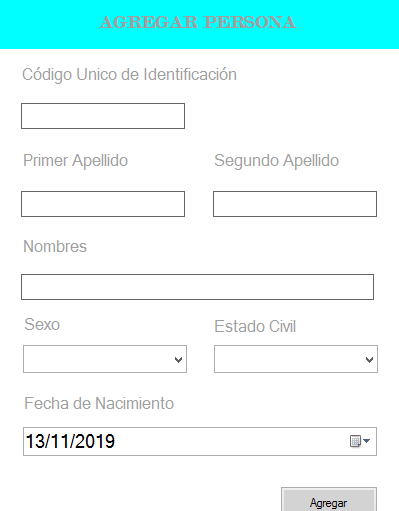 AGREGAR PERSONA
Código Unico de Identificación
Primer Apellido Segundo Apellido
Nombres
Sexo Estado Civil
Fecha de Nacimiento
13/11/2019
Agregar